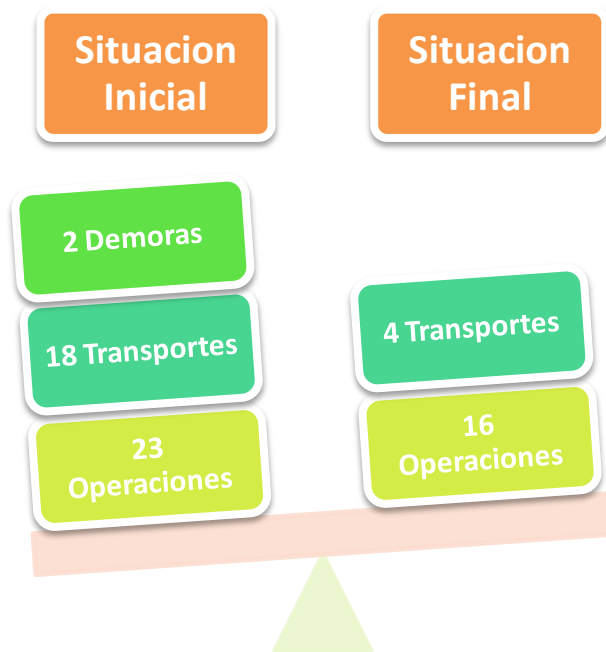 Situacion
Inicial
Situacion
Final
2 Demoras
18 Transportes
23
Operaciones
4 Transportes
16
Operaciones